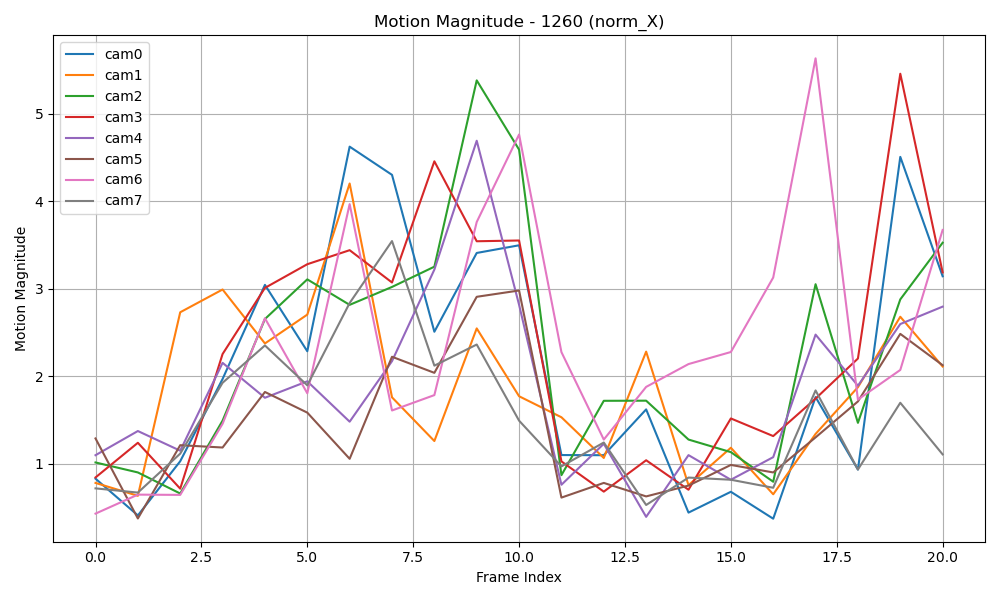 Motion Magnitude - 1260 (norm_X)
cam0
cam1
cam2
cam3
cam4
cam5
cam6
cam7
Motion Magnitude
5
4
3
2
1
0.0 2.5 5.0 7.5 10.0 12.5 15.0 17.5 20.0
Frame Index